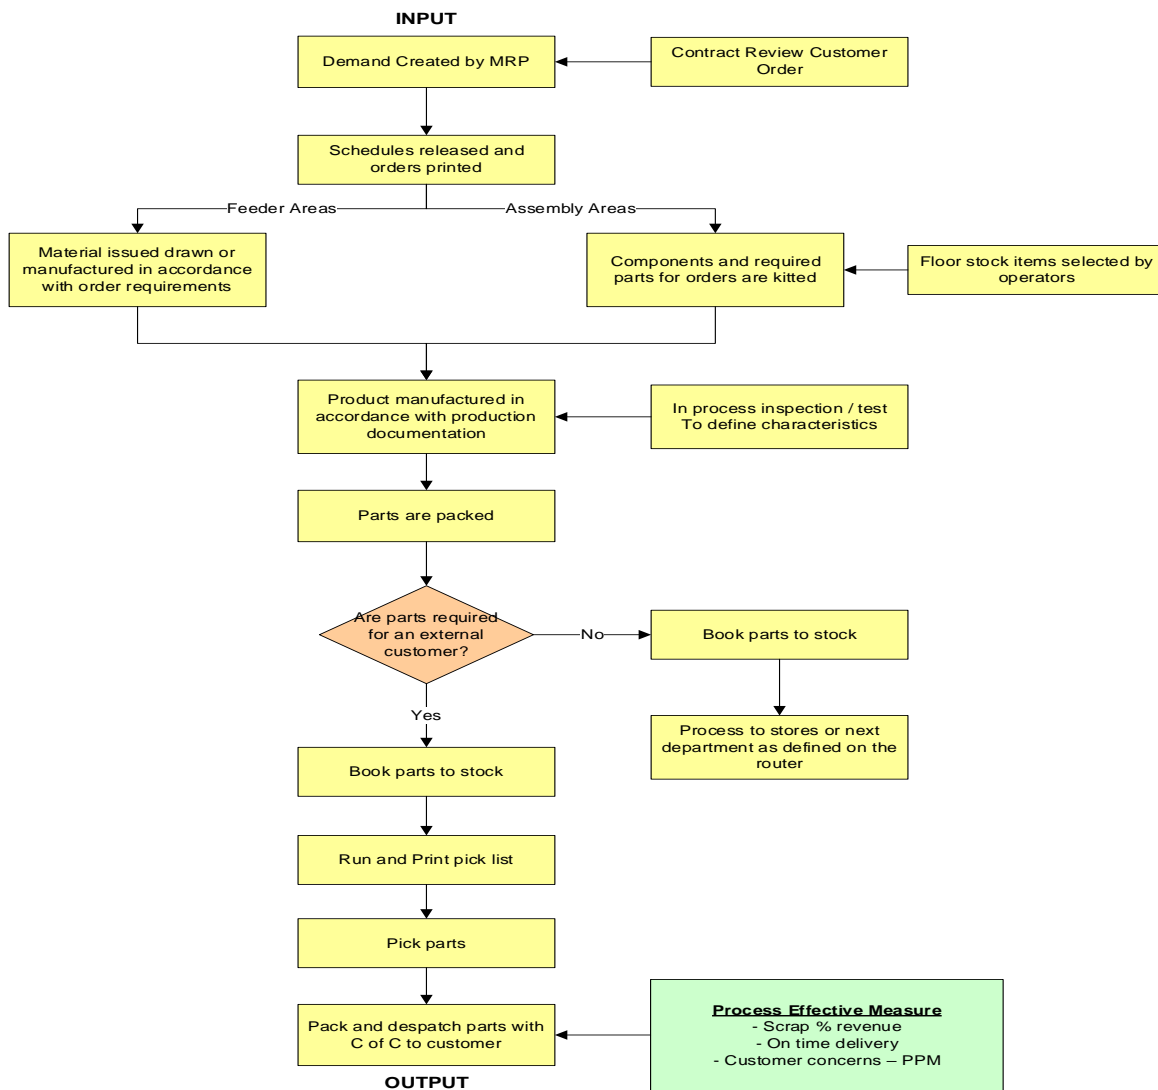 INPUT
Demand Created by MRP
Contract Review Customer
Order
Schedules released and
orders printed
Feeder Areas
Assembly Areas
Material issued drawn or
manufactured in accordance
with order requirements
Components and required
parts for orders are kitted
Floor stock items selected by
operators
Product manufactured in
accordance with production
documentation
In process inspection / test
To define characteristics
Parts are packed
Are parts required
for an external
customer?
No
Book parts to stock
Yes
Process to stores or next
department as defined on the
router
Book parts to stock
Run and Print pick list
Pick parts
Pack and despatch parts with
C of C to customer
Process Effective Measure
- Scrap % revenue
- On time delivery
- Customer concerns – PPM
OUTPUT